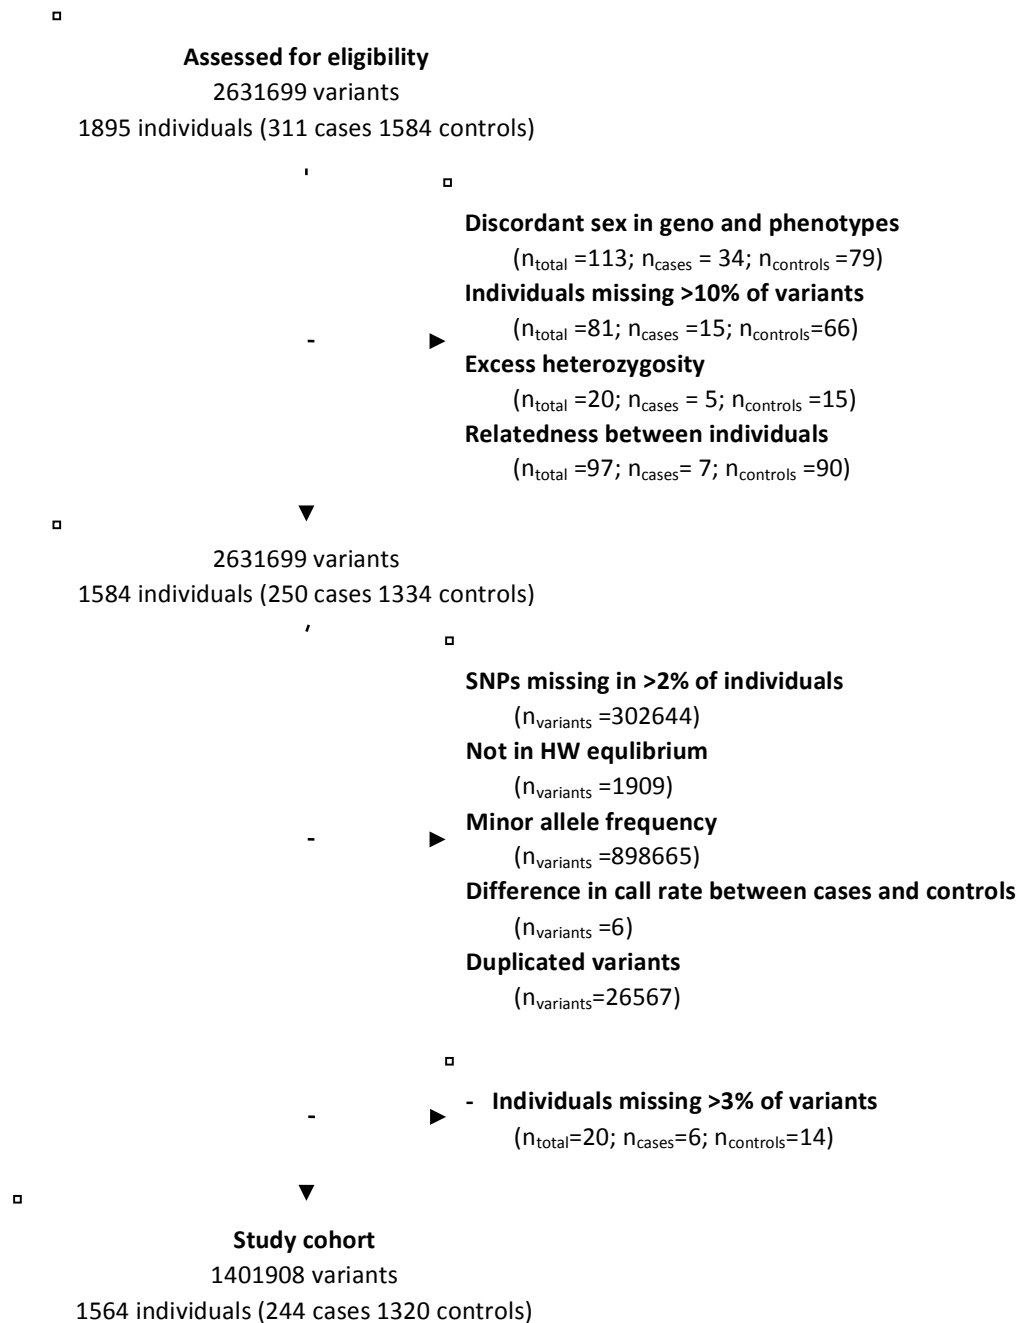 Assessed for eligibility
2631699 variants
1895 individuals (311 cases 1584 controls)
Discordant sex in geno and phenotypes
(ntotal =113; ncases = 34; ncontrols =79)
Individuals missing >10% of variants
(ntotal =81; ncases =15; ncontrols=66)
Excess heterozygosity
(ntotal =20; ncases = 5; ncontrols =15)
Relatedness between individuals
(ntotal =97; ncases= 7; ncontrols =90)
2631699 variants
1584 individuals (250 cases 1334 controls)
SNPs missing in >2% of individuals
(nvariants =302644)
Not in HW equlibrium
(nvariants =1909)
Minor allele frequency
(nvariants =898665)
Difference in call rate between cases and controls
(nvariants =6)
Duplicated variants
(nvariants=26567)
- Individuals missing >3% of variants
(ntotal=20; ncases=6; ncontrols=14)
Study cohort
1401908 variants
1564 individuals (244 cases 1320 controls)